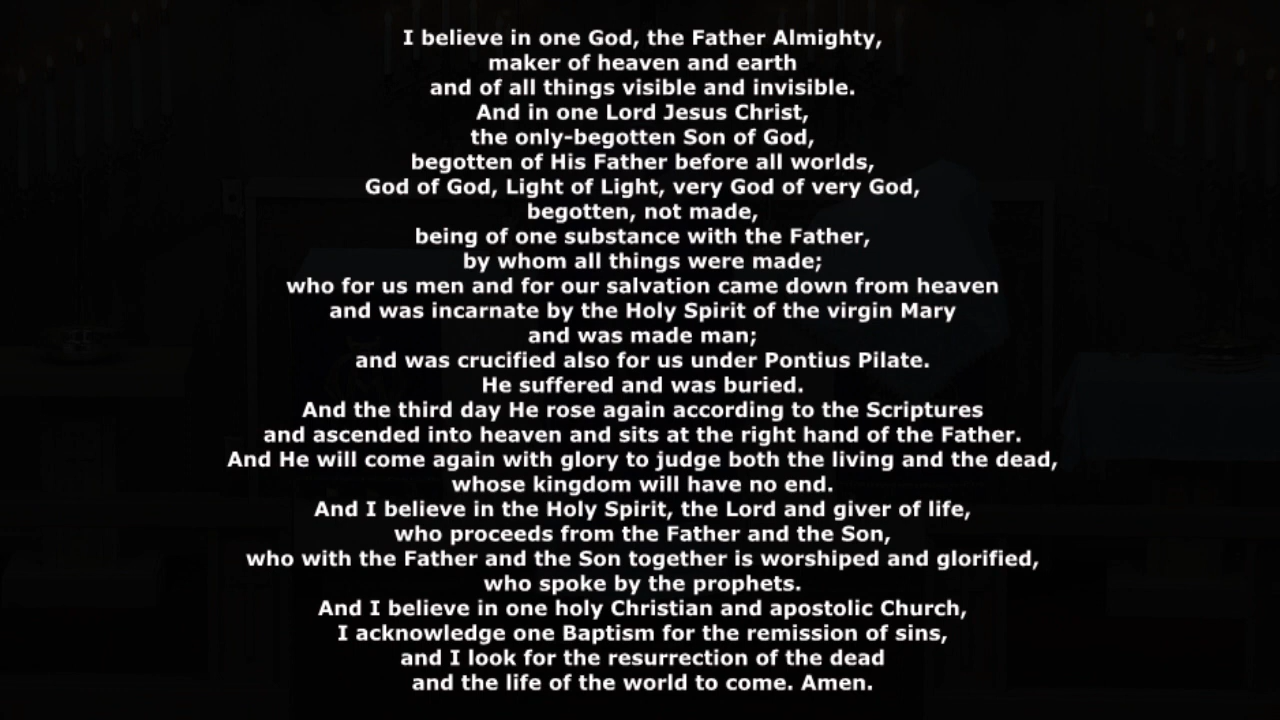 I believe in one God, the Father Almighty,
maker of heaven and earth
and of all things visible and invisible.
And in one Lord Jesus Christ,
the only-begotten Son of God,
begotten of His Father before all worlds,
God of God, Light of Light, very God of very God,
begotten, not made,
being of one substance with the Father,
by whom all things were made;
who for us men and for our salvation came down from heaven
and was incarnate by the Holy Spirit of the virgin Mary
and was made man;
and was crucified also for us under Pontius Pilate.
He suffered and was buried.
And the third day He rose again according to the Scriptures
and ascended into heaven and sits at the right hand of the Father.
And He will come again with glory to judge both the living and the dead,
whose kingdom will have no end.
And I believe in the Holy Spirit, the Lord and giver of life,
who proceeds from the Father and the Son,
who with the Father and the Son together is worshiped and glorified,
who spoke by the prophets.
And I believe in one holy Christian and apostolic Church,
I acknowledge one Baptism for the remission of sins,
and I look for the resurrection of the dead
and the life of the world to come. Amen.